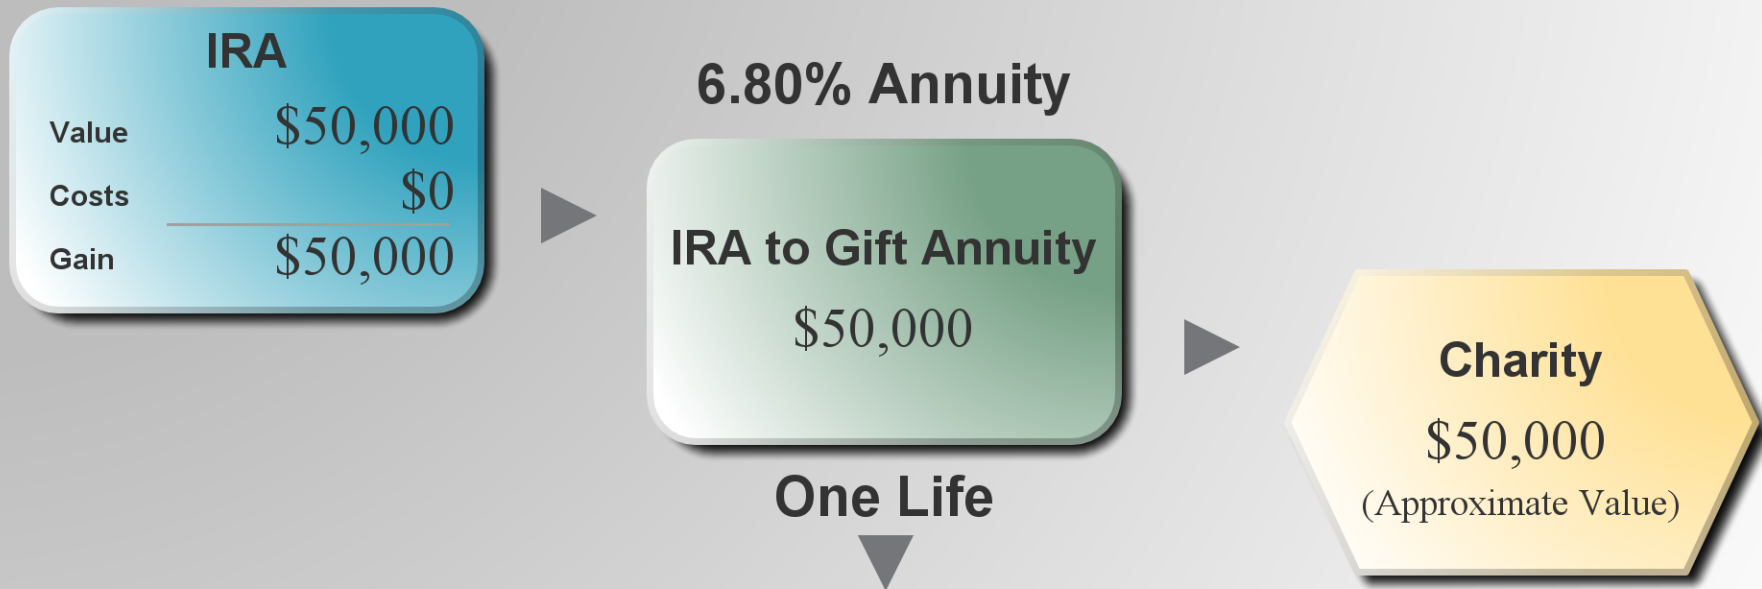 IRA
Value $50,000
Costs $0
Gain $50,000
6.80% Annuity
IRA to Gift Annuity
$50,000
One Life
Charity
$50,000
(Approximate Value)